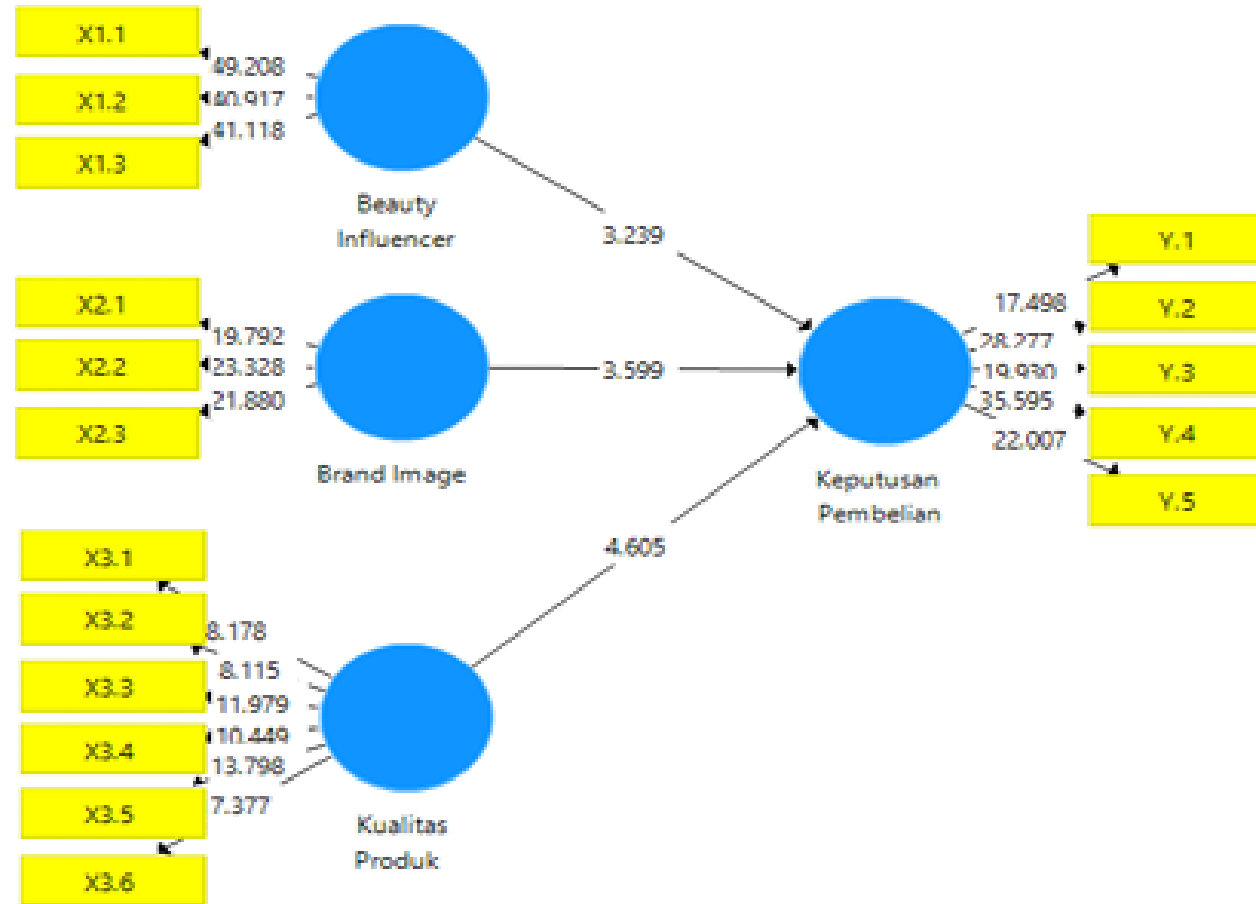 X1.1
49.208
X1.2
40.917
41.118
X1.3
Beauty
Influencer
3.239
X2.1
19.792
X2.2
23.328
21.880
X2.3
Brand Image
3.599
X3.1
X3.2
8.178
8.115
X3.3
11.979
10.449
X3.4
13.798
X3.5
7.377
X3.6
Kualitas
Produk
4.605
Keputusan
Pembelian
Y.1
17.498
Y.2
28.277
19.930
Y.3
35.595
Y.4
22.007
Y.5